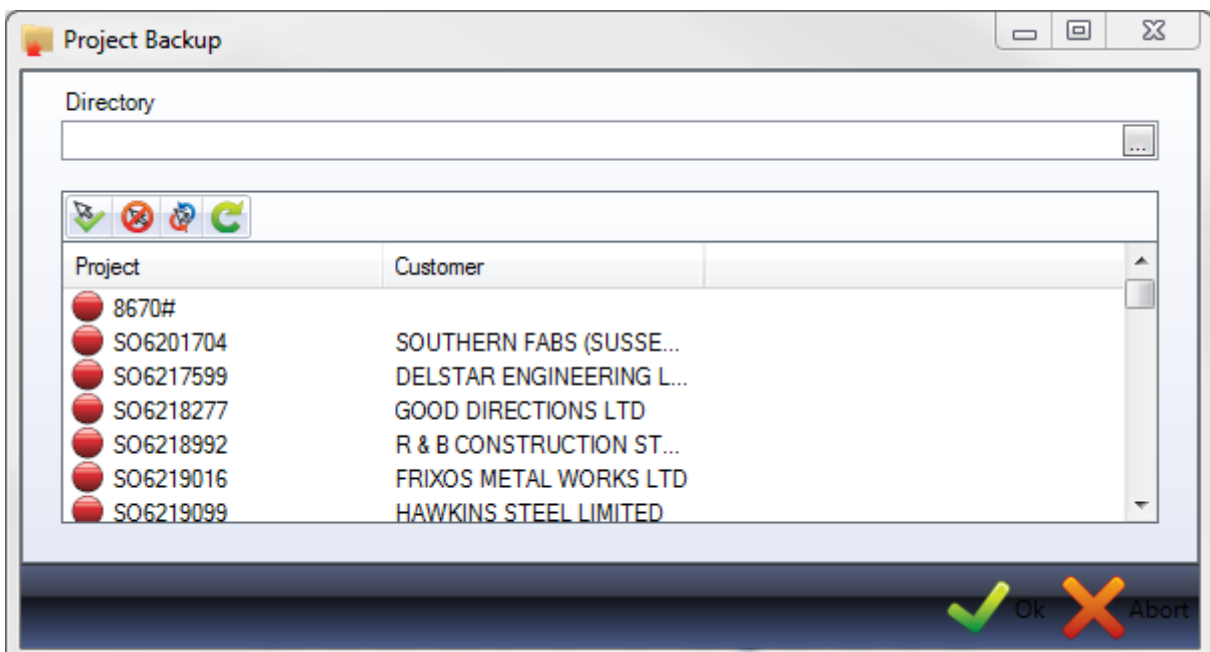 Project Backup
Directory
...
Project Customer
8670#
SO6201704 SOUTHERN FABS (SUSSE...
SO6217599 DELSTAR ENGINEERING L...
SO6218277 GOOD DIRECTIONS LTD
SO6218992 R & B CONSTRUCTION ST...
SO6219016 FRIXOS METAL WORKS LTD
SO6219099 HAWKINS STEEL LIMITED
Ok Abort